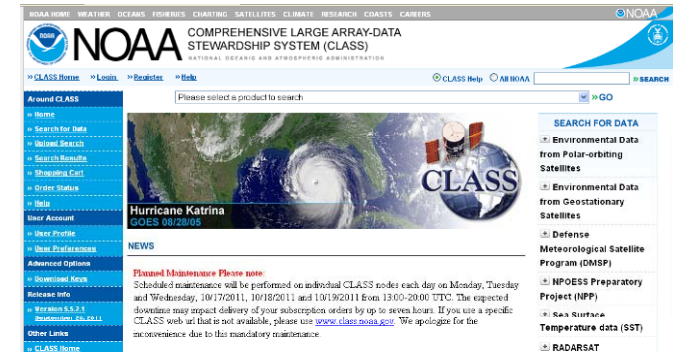 NOAA HOME WEATHER OCEANS FISHERIES CHARTING SATELLITES CLIMATE RESEARCH COASTS CAREERS
NOAA
NOAA
COMPREHENSIVE LARGE ARRAY-DATA
STEWARDSHIP SYSTEM (CLASS)
NATIONAL OCEANIC AND ATMOSPHERIC ADMINISTRATION
» CLASS Home » Login » Register » Help
CLASS Help All NOAA » SEARCH
Please select a product to search » GO
Around CLASS
» Home
» Search for Data
» Upload Search
» Search Results
» Shopping Cart
» Order Status
» Help
User Account
» User Profile
» User Preferences
Advanced Options
» Download Keys
Release Info
» Version 5.5.7.1
September 26, 2011
Other Links
» CLASS Home
CLASS
Hurricane Katrina
GOES 08/28/05
NEWS
Planned Maintenance Please note:
Scheduled maintenance will be performed on individual CLASS nodes each day on Monday, Tuesday
and Wednesday, 10/17/2011, 10/18/2011 and 10/19/2011 from 13:00-20:00 UTC. The expected
downtime may impact delivery of your subscription orders by up to seven hours. If you use a specific
CLASS web url that is not available, please use www.class.noaa.gov. We apologize for the
inconvenience due to this mandatory maintenance.
SEARCH FOR DATA
Environmental Data
from Polar-orbiting
Satellites
Environmental Data
from Geostationary
Satellites
Defense
Meteorological Satellite
Program (DMSP)
NPOESS Preparatory
Project (NPP)
Sea Surface
Temperature data (SST)
RADARSAT